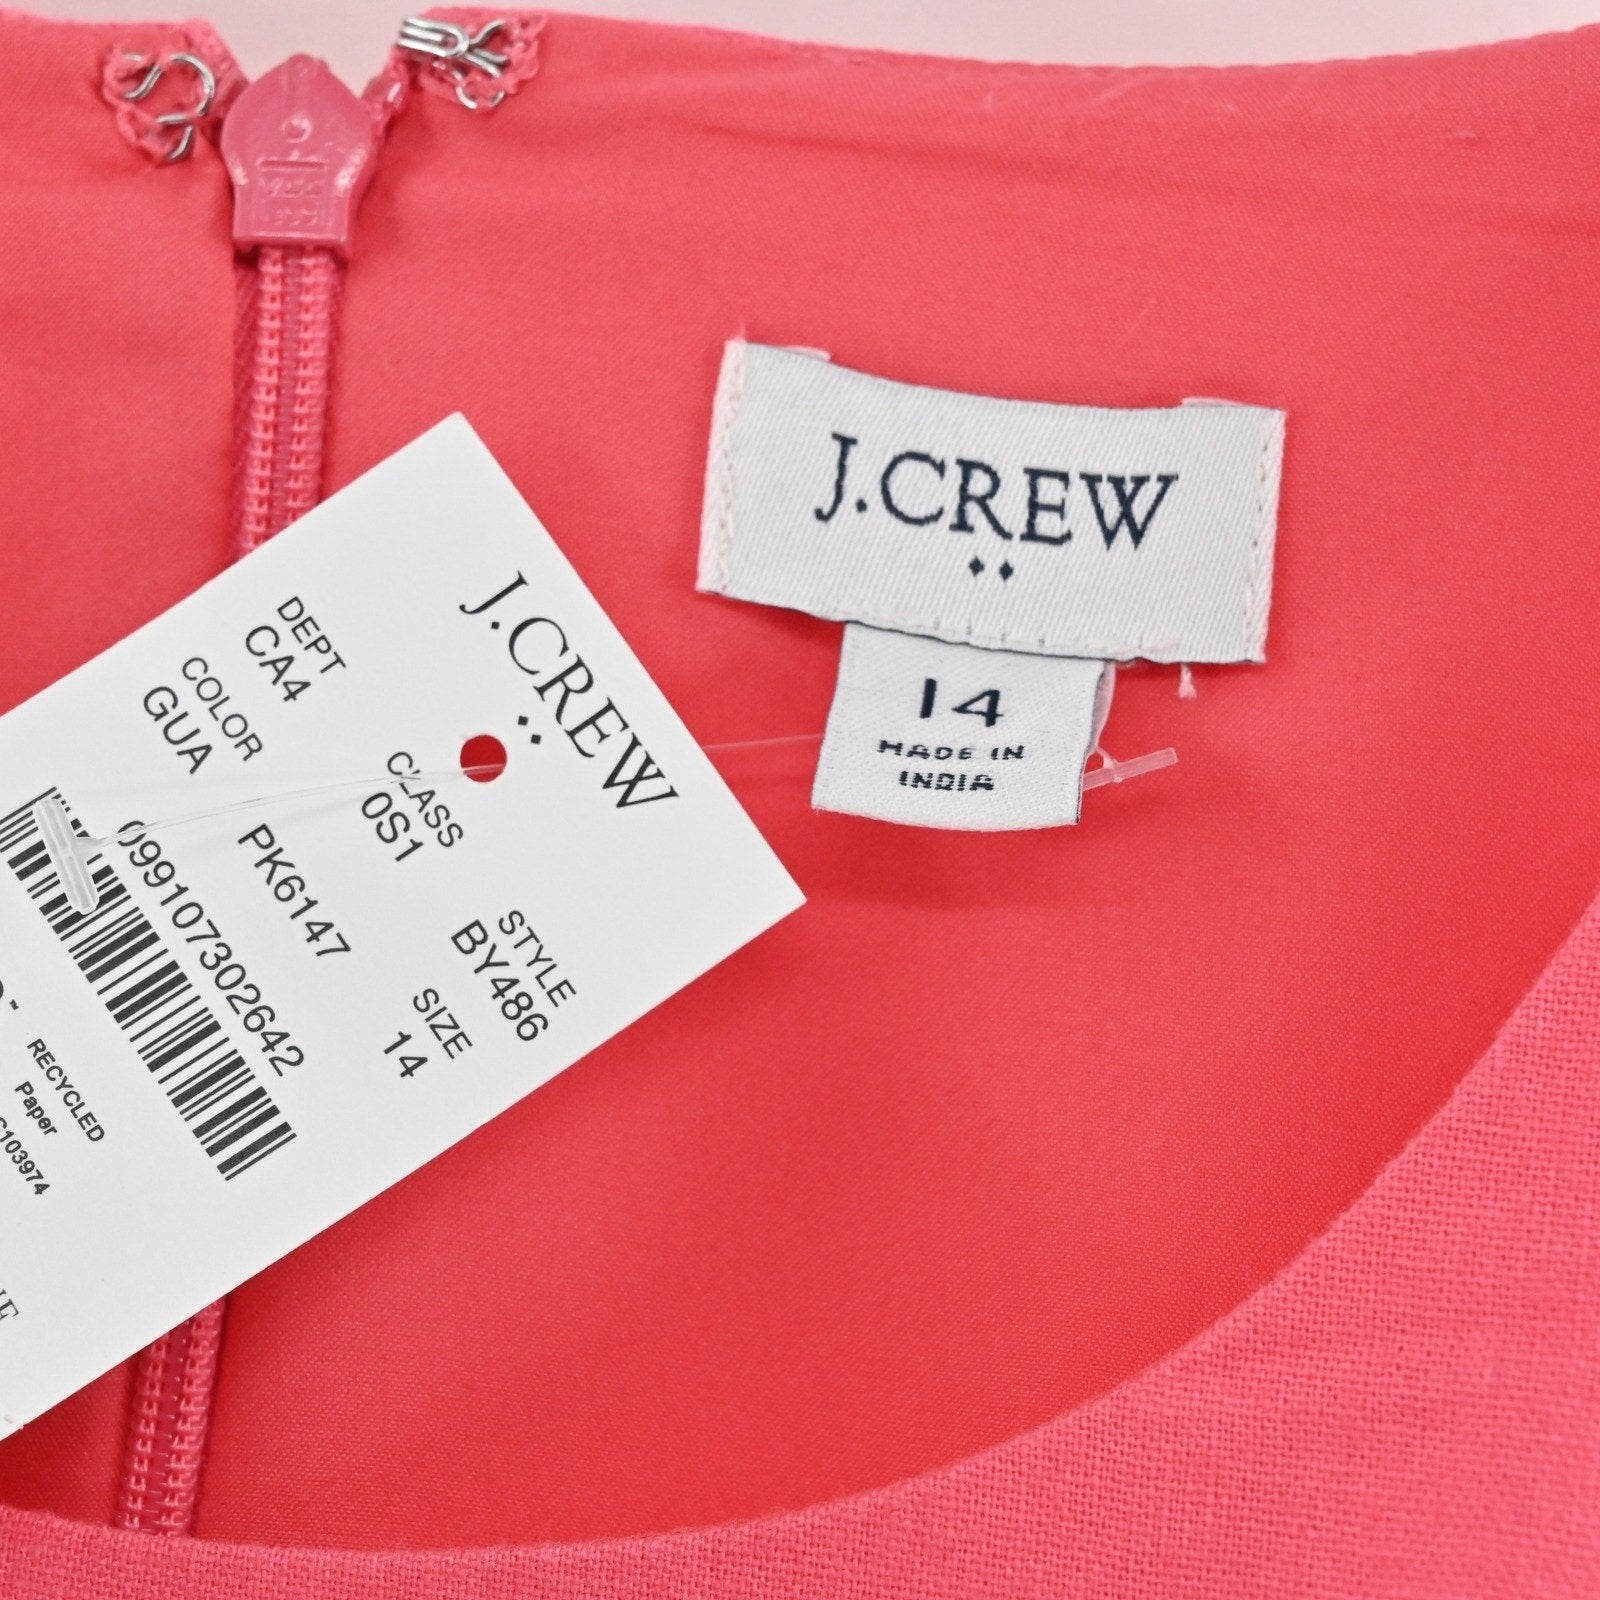 J.CREW
14
MADE IN
INDIA
J.CREW
DEPT
CA4
CLASS
0S1
STYLE
BY486
COLOR
GUA
PK6147
SIZE
14
099107302642
RECYCLED
Paper
C103974